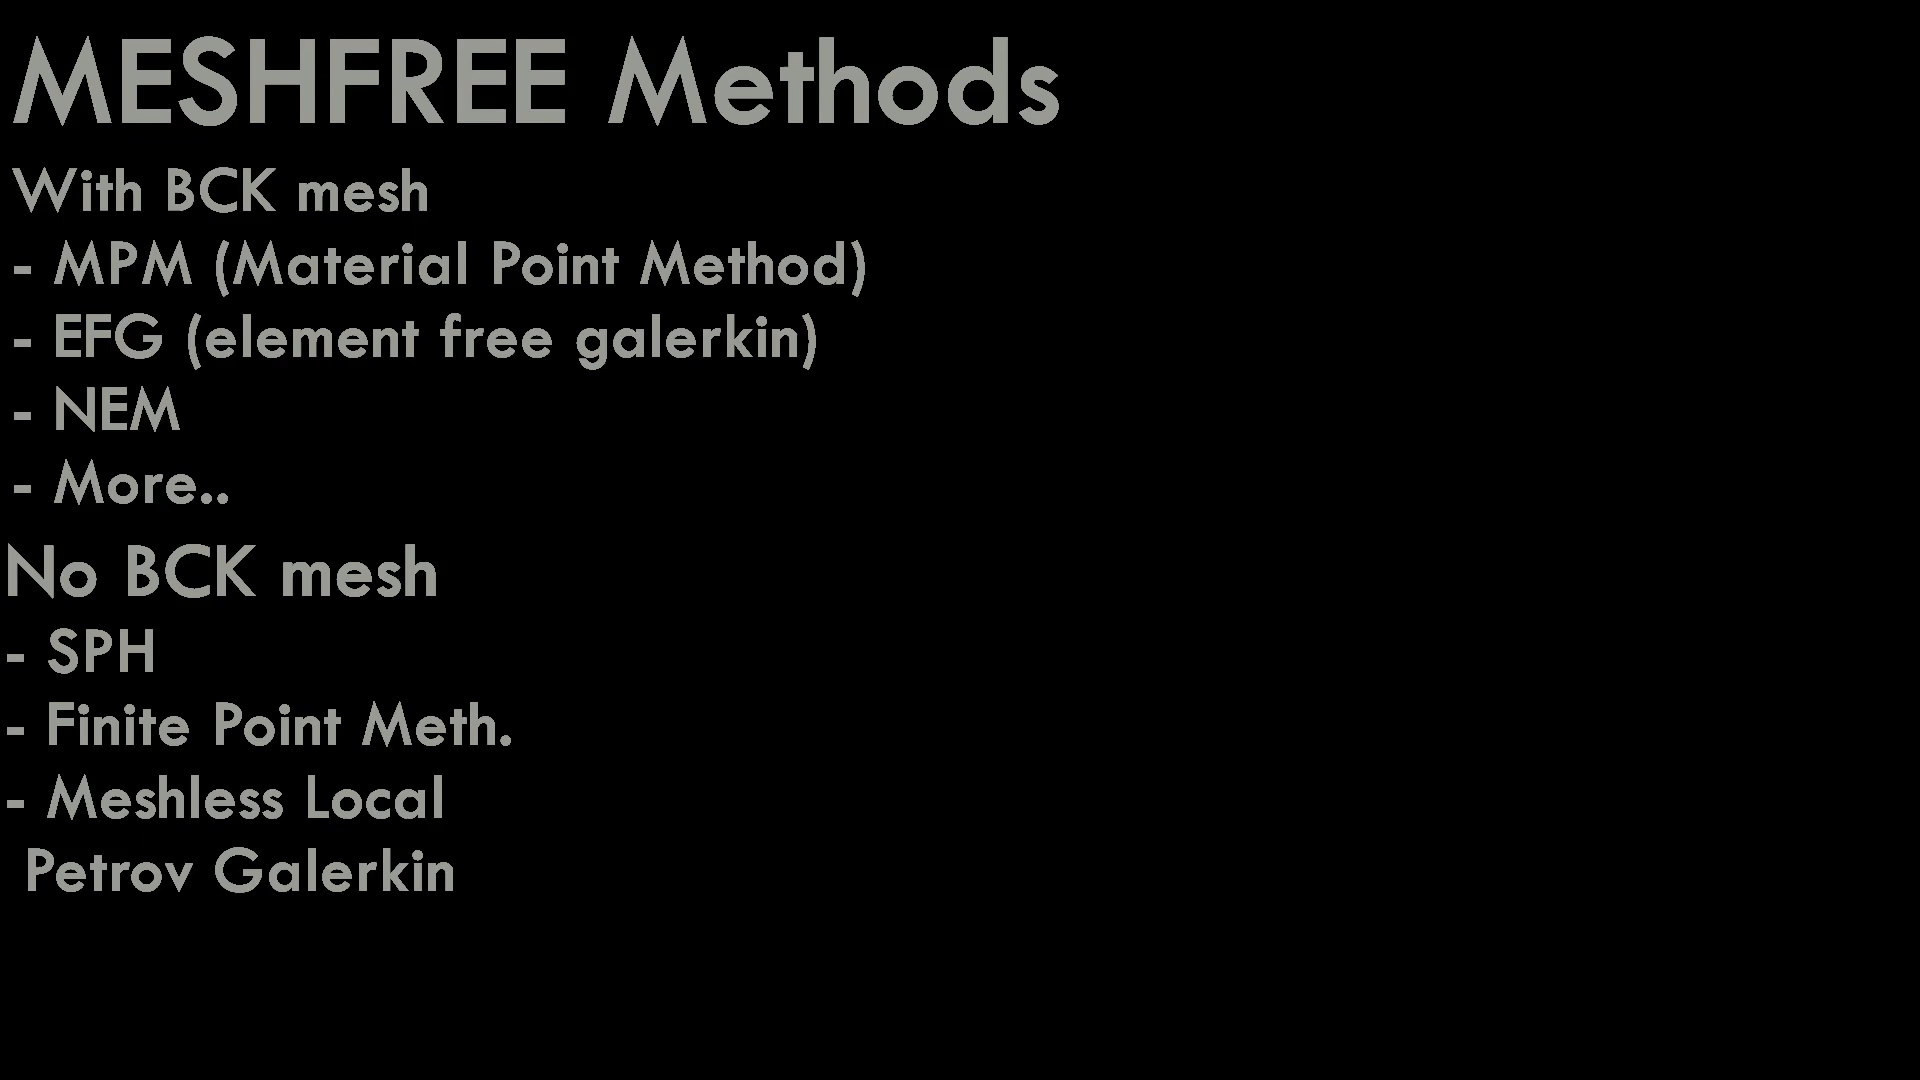 MESHFREE Methods
With BCK mesh
- MPM (Material Point Method)
- EFG (element free galerkin)
- NEM
- More..
No BCK mesh
- SPH
- Finite Point Meth.
- Meshless Local
Petrov Galerkin